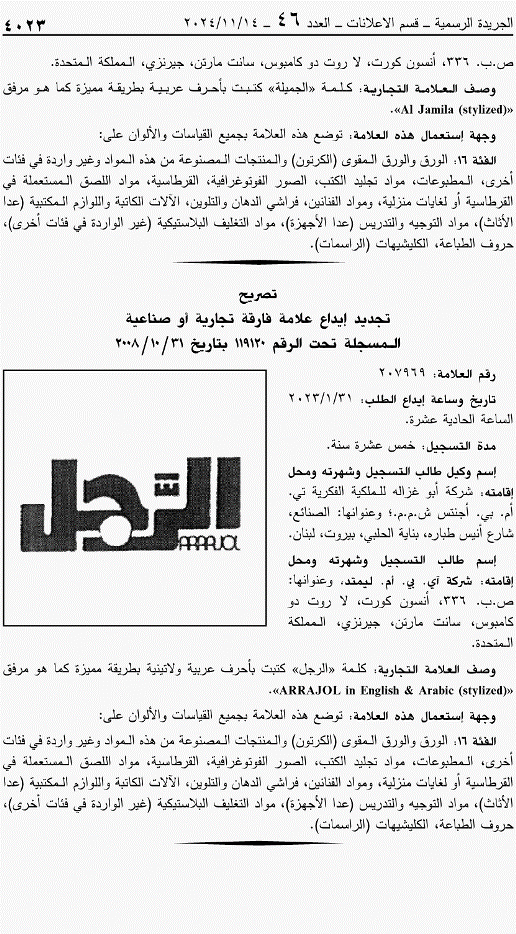 الجريدة الرسمية ــ قسم الاعلانات ــ العدد ٤٦ ــ ٢٠٢٤/١١/١٤
٤٠٢٣
ص.ب. ٣٣٦، أنسون كورت، لا روت دو كامبوس، سانت مارتن، جيرنزي، المملكة المتحدة.
وصف العلامة التجارية: كلمة «الجميلة» كتبت بأحرف عربية بطريقة مميزة كما هو مرفق
«Al Jamila (stylized)».
وجهة إستعمال هذه العلامة: توضع هذه العلامة بجميع القياسات والألوان على:
الفئة ١٦: الورق والورق المقوى (الكرتون) والمنتجات المصنوعة من هذه المواد وغير واردة في فئات
أخرى، المطبوعات، مواد تجليد الكتب، الصور الفوتوغرافية، القرطاسية، مواد اللصق المستعملة في
القرطاسية أو لغايات منزلية، ومواد الفنانين، فراشي الدهان والتلوين، الآلات الكاتبة واللوازم المكتبية (عدا
الأثاث)، مواد التوجيه والتدريس (عدا الأجهزة)، مواد التغليف البلاستيكية (غير الواردة في فئات أخرى)،
حروف الطباعة، الكليشيهات (الراسمات).
تصريح
تجديد إيداع علامة فارقة تجارية أو صناعية
المسجلة تحت الرقم ١١٩١٢٠ بتاريخ ٢٠٠٨/١٠/٣١
رقم العلامة: ٢٠٧٩٦٩
تاريخ وساعة إيداع الطلب: ٢٠٢٣/١/٣١
الساعة الحادية عشرة.
مدة التسجيل: خمس عشرة سنة.
إسم وكيل طالب التسجيل وشهرته ومحل
إقامته: شركة أبو غزاله للملكية الفكرية تي.
أم. بي. أجنتس ش.م.م.؛ وعنوانها: الصنائع،
شارع أنيس طباره، بناية الحلبي، بيروت، لبنان.
إسم طالب التسجيل وشهرته ومحل
إقامته: شركة آي. بي. أم. ليمتد، وعنوانها:
ص.ب. ٣٣٦، أنسون كورت، لا روت دو
كامبوس، سانت مارتن، جيرنزي، المملكة
المتحدة.
الرجل
ARRAJOL
وصف العلامة التجارية: كلمة «الرجل» كتبت بأحرف عربية ولاتينية بطريقة مميزة كما هو مرفق
«ARRAJOL in English & Arabic (stylized)».
وجهة إستعمال هذه العلامة: توضع هذه العلامة بجميع القياسات والألوان على:
الفئة ١٦: الورق والورق المقوى (الكرتون) والمنتجات المصنوعة من هذه المواد وغير واردة في فئات
أخرى، المطبوعات، مواد تجليد الكتب، الصور الفوتوغرافية، القرطاسية، مواد اللصق المستعملة في
القرطاسية أو لغايات منزلية، ومواد الفنانين، فراشي الدهان والتلوين، الآلات الكاتبة واللوازم المكتبية (عدا
الأثاث)، مواد التوجيه والتدريس (عدا الأجهزة)، مواد التغليف البلاستيكية (غير الواردة في فئات أخرى)،
حروف الطباعة، الكليشيهات (الراسمات).